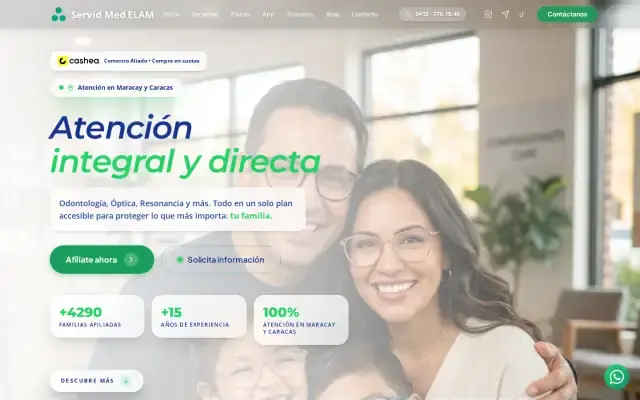 Servid Med ELAM
Inicio Servicios Planes App Nosotros Blog Contacto
0412-776.19.46
Contáctanos
cashea. Comercio Aliado • Compra en cuotas
Atención en Maracay y Caracas
Atención
integral y directa
Odontología, Óptica, Resonancia y más. Todo en un solo plan
accesible para proteger lo que más importa: tu familia.
Afíliate ahora
Solicita información
+4290
FAMILIAS AFILIADAS
+15
AÑOS DE EXPERIENCIA
100%
ATENCIÓN EN MARACAY
Y CARACAS
DESCUBRE MÁS